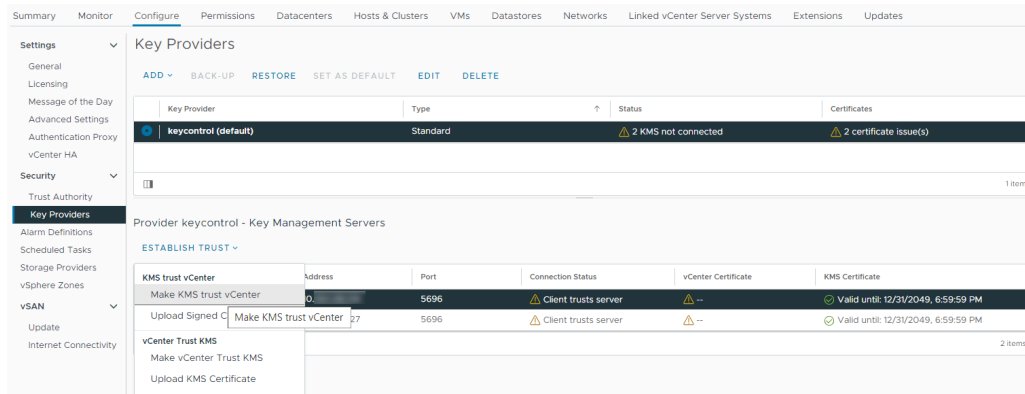 Summary Monitor Configure Permissions Datacenters Hosts & Clusters VMs Datastores Networks Linked vCenter Server Systems Extensions Updates
Settings
General
Licensing
Message of the Day
Advanced Settings
Authentication Proxy
vCenter HA
Security
Trust Authority
Key Providers
Alarm Definitions
Scheduled Tasks
Storage Providers
vSphere Zones
vSAN
Update
Internet Connectivity
Key Providers
ADD BACK-UP RESTORE SET AS DEFAULT EDIT DELETE
Key Provider Type Status Certificates
keycontrol (default) Standard 2 KMS not connected 2 certificate issue(s)
1 item
Provider keycontrol - Key Management Servers
ESTABLISH TRUST
Address Port Connection Status vCenter Certificate KMS Certificate
5696 Client trusts server -- Valid until: 12/31/2049, 6:59:59 PM
27 5696 Client trusts server -- Valid until: 12/31/2049, 6:59:59 PM
2 items
KMS trust vCenter
Make KMS trust vCenter
Upload Signed C
Make KMS trust vCenter
vCenter Trust KMS
Make vCenter Trust KMS
Upload KMS Certificate